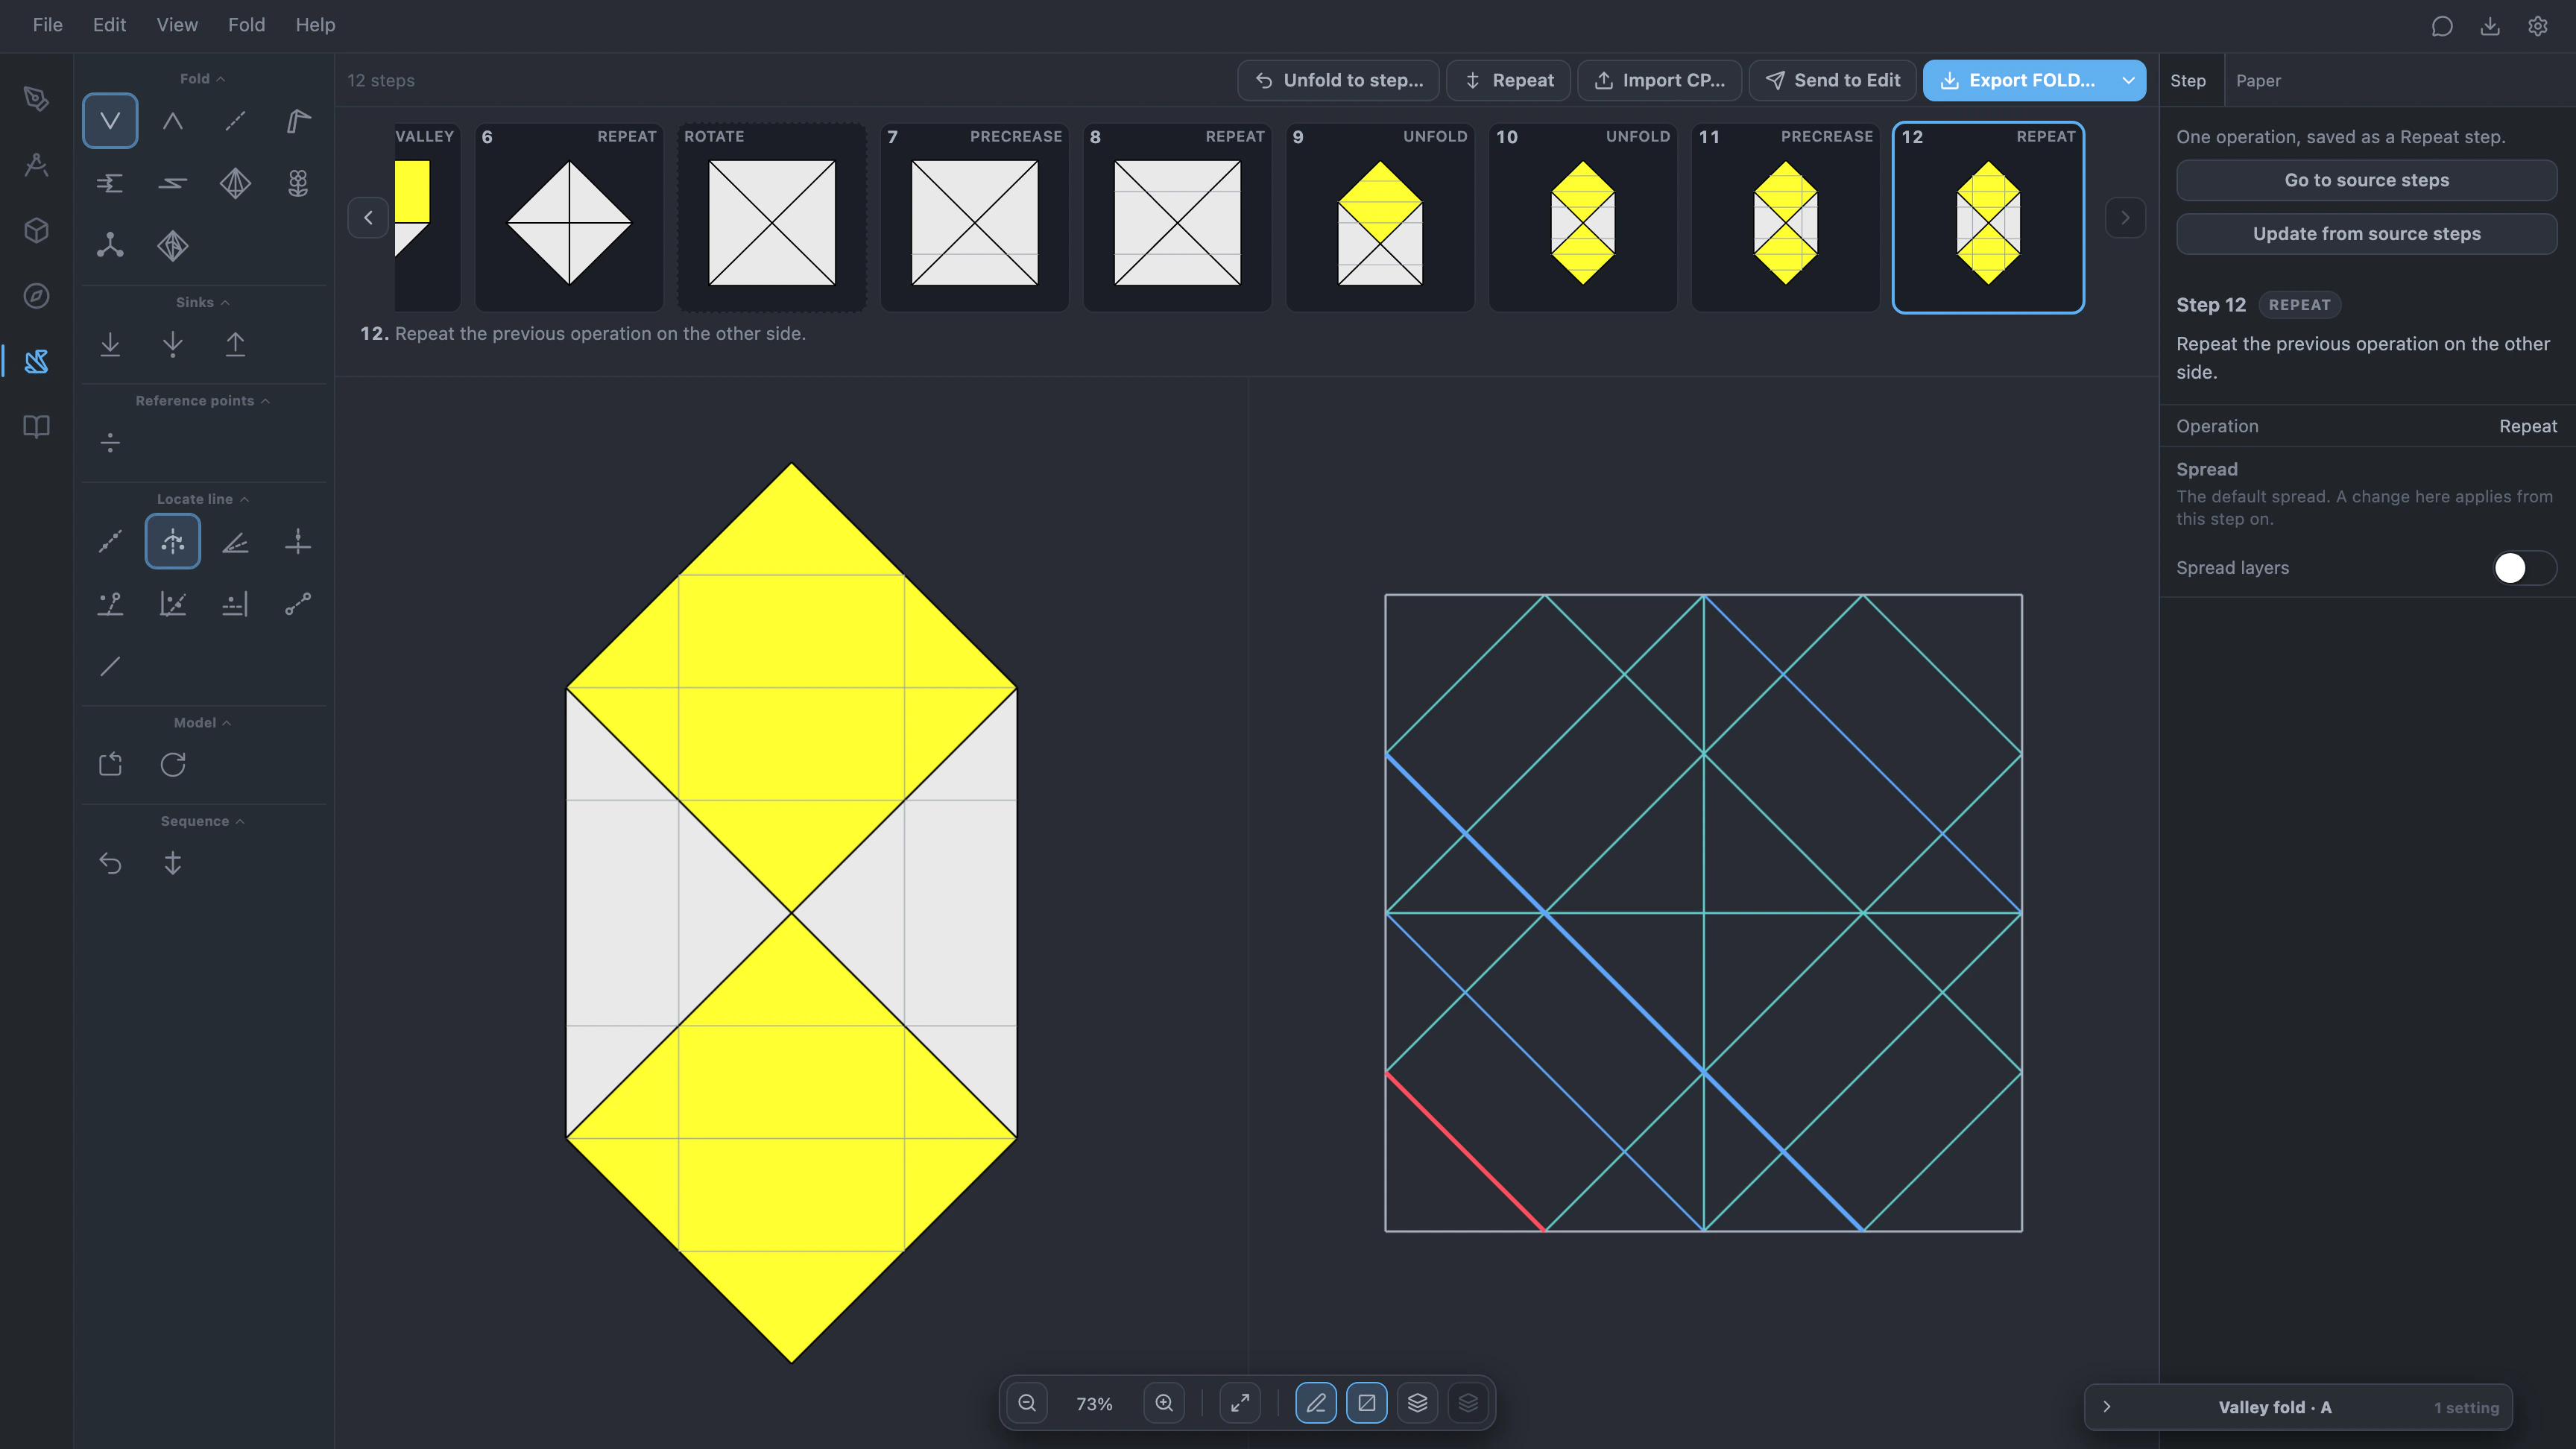 File Edit View Fold Help
Fold
Sinks
Reference points
Locate line
Model
Sequence
12 steps
Unfold to step...
Repeat
Import CP...
Send to Edit
Export FOLD...
VALLEY
6 REPEAT
ROTATE
7 PRECREASE
8 REPEAT
9 UNFOLD
10 UNFOLD
11 PRECREASE
12 REPEAT
12. Repeat the previous operation on the other side.
73%
Step Paper
One operation, saved as a Repeat step.
Go to source steps
Update from source steps
Step 12 REPEAT
Repeat the previous operation on the other
side.
Operation Repeat
Spread
The default spread. A change here applies from
this step on.
Spread layers
Valley fold · A 1 setting